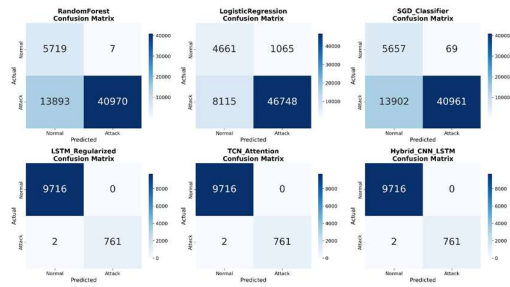 RandomForest
Confusion Matrix
Actual
Normal
Attack
5719
7
13893
40970
Normal
Attack
Predicted
40000
30000
20000
10000
LogisticRegression
Confusion Matrix
Actual
Normal
Attack
4661
1065
8115
46748
Normal
Attack
Predicted
40000
30000
20000
10000
SGD_Classifier
Confusion Matrix
Actual
Normal
Attack
5657
69
13902
40961
Normal
Attack
Predicted
40000
30000
20000
10000
LSTM_Regularized
Confusion Matrix
Actual
Normal
Attack
9716
0
2
761
Normal
Attack
Predicted
8000
6000
4000
2000
0
TCN_Attention
Confusion Matrix
Actual
Normal
Attack
9716
0
2
761
Normal
Attack
Predicted
8000
6000
4000
2000
0
Hybrid_CNN_LSTM
Confusion Matrix
Actual
Normal
Attack
9716
0
2
761
Normal
Attack
Predicted
8000
6000
4000
2000
0